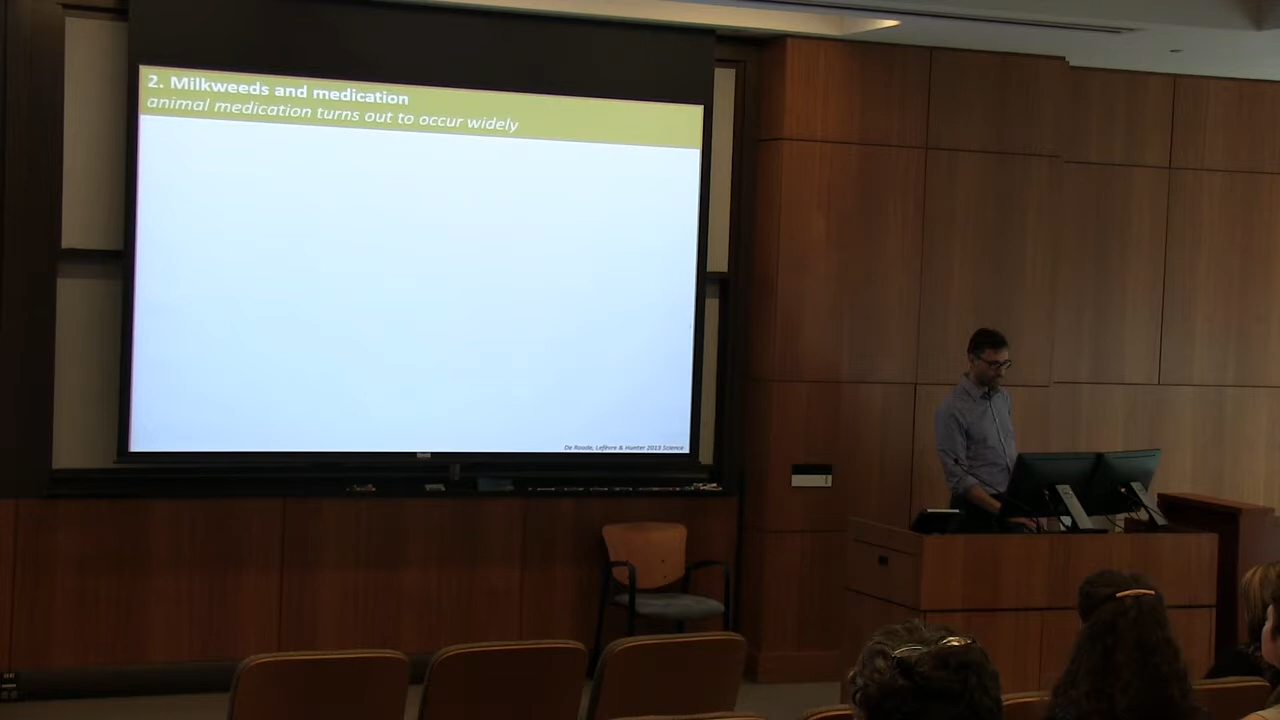 2. Milkweeds and medication
animal medication turns out to occur widely
De Roode, Lefèvre & Hunter 2013 Science